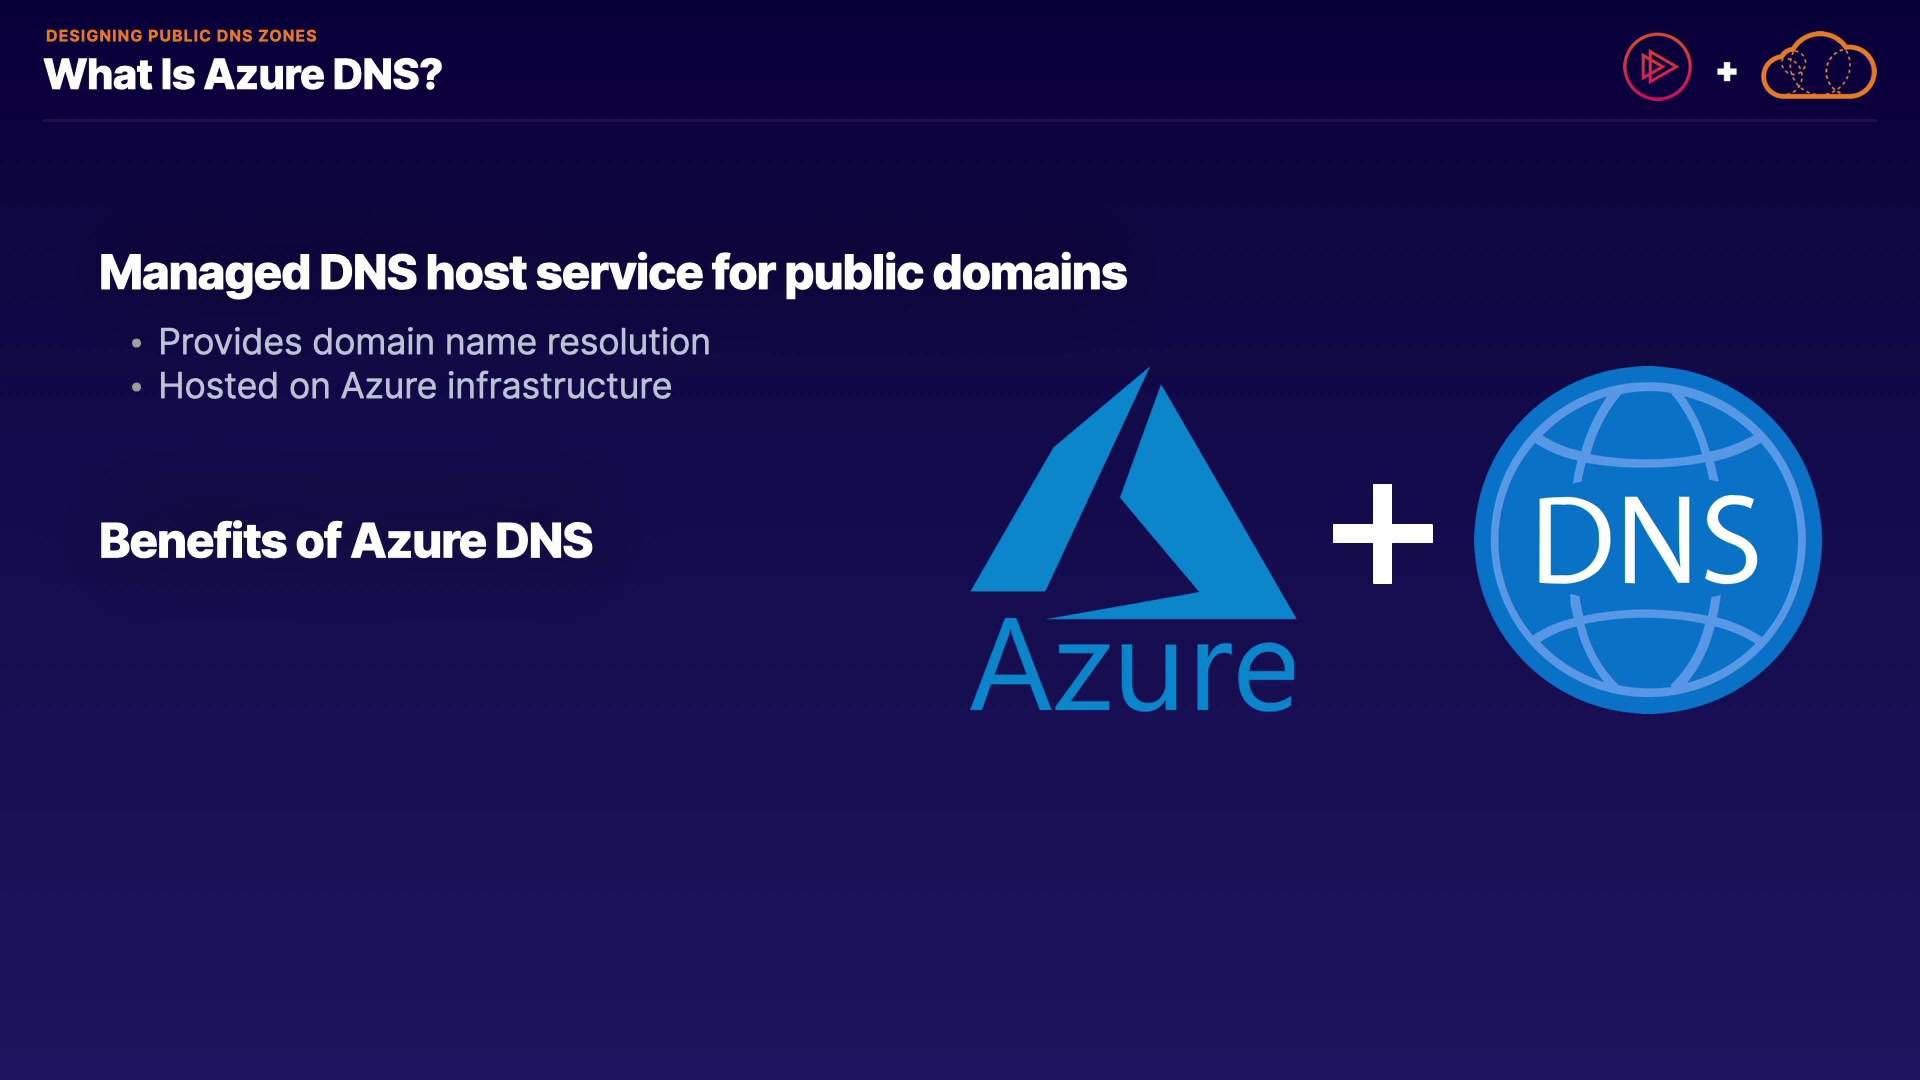 DESIGNING PUBLIC DNS ZONES
What Is Azure DNS?
Managed DNS host service for public domains
• Provides domain name resolution
• Hosted on Azure infrastructure
Benefits of Azure DNS
Azure
DNS